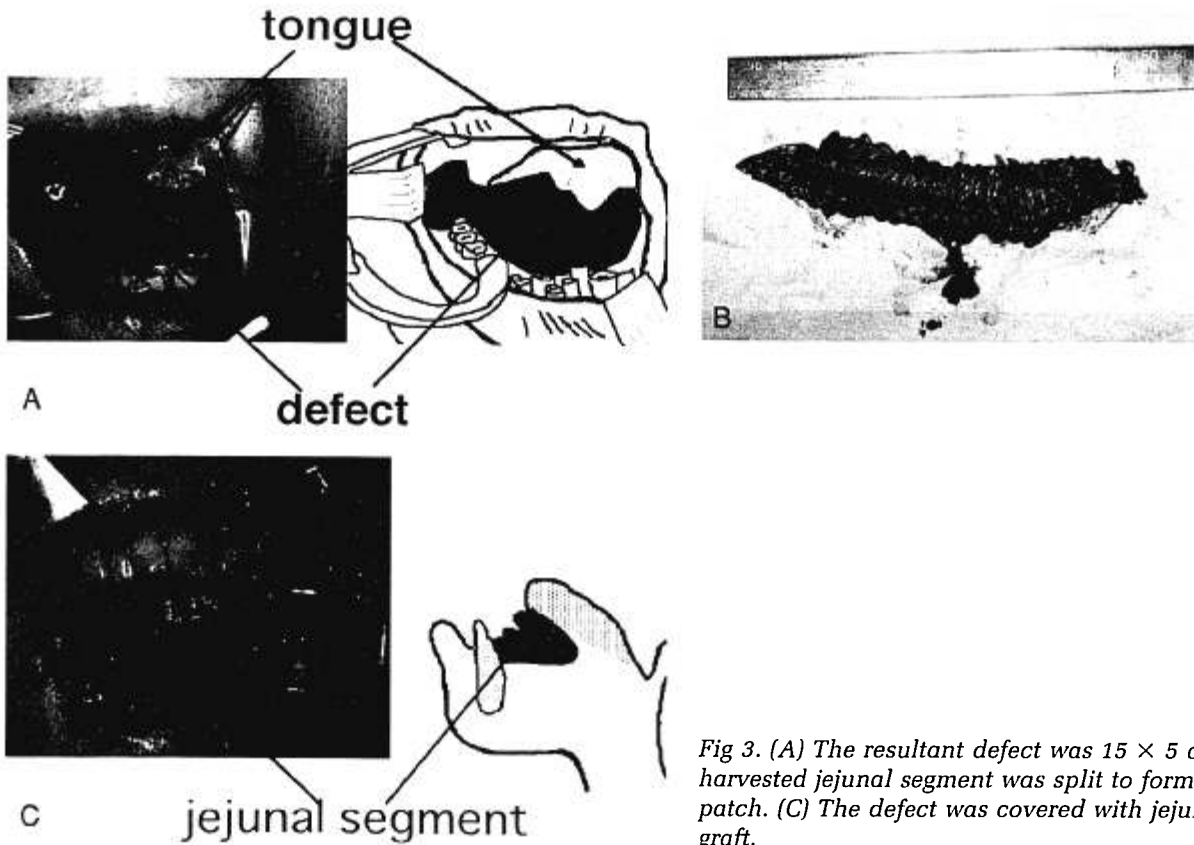 tongue
A
defect
B
C
jejunal segment
Fig 3. (A) The resultant defect was 15 × 5 c
harvested jejunal segment was split to form
patch. (C) The defect was covered with jeju
graft.